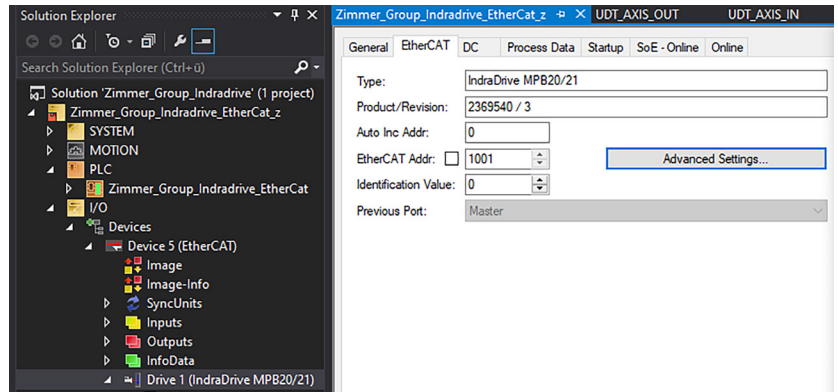 Solution Explorer
Search Solution Explorer (Ctrl+ü)
Solution 'Zimmer_Group_Indradrive' (1 project)
Zimmer_Group_Indradrive_EtherCat_z
SYSTEM
MOTION
PLC
Zimmer_Group_Indradrive_EtherCat
I/O
Devices
Device 5 (EtherCAT)
Image
Image-Info
SyncUnits
Inputs
Outputs
InfoData
Drive 1 (IndraDrive MPB20/21)
Zimmer_Group_Indradrive_EtherCat_z UDT_AXIS_OUT UDT_AXIS_IN
General EtherCAT DC Process Data Startup SoE - Online Online
Type: IndraDrive MPB20/21
Product/Revision: 2369540 / 3
Auto Inc Addr: 0
EtherCAT Addr: 1001 Advanced Settings...
Identification Value: 0
Previous Port: Master